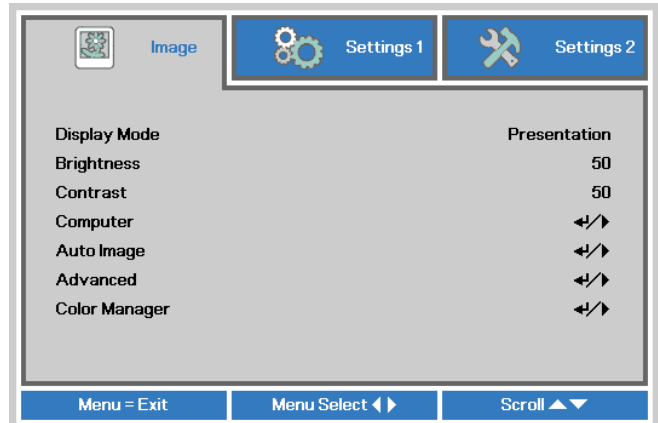 Image Settings 1 Settings 2
Display Mode Presentation
Brightness 50
Contrast 50
Computer
Auto Image
Advanced
Color Manager
Menu = Exit Menu Select Scroll